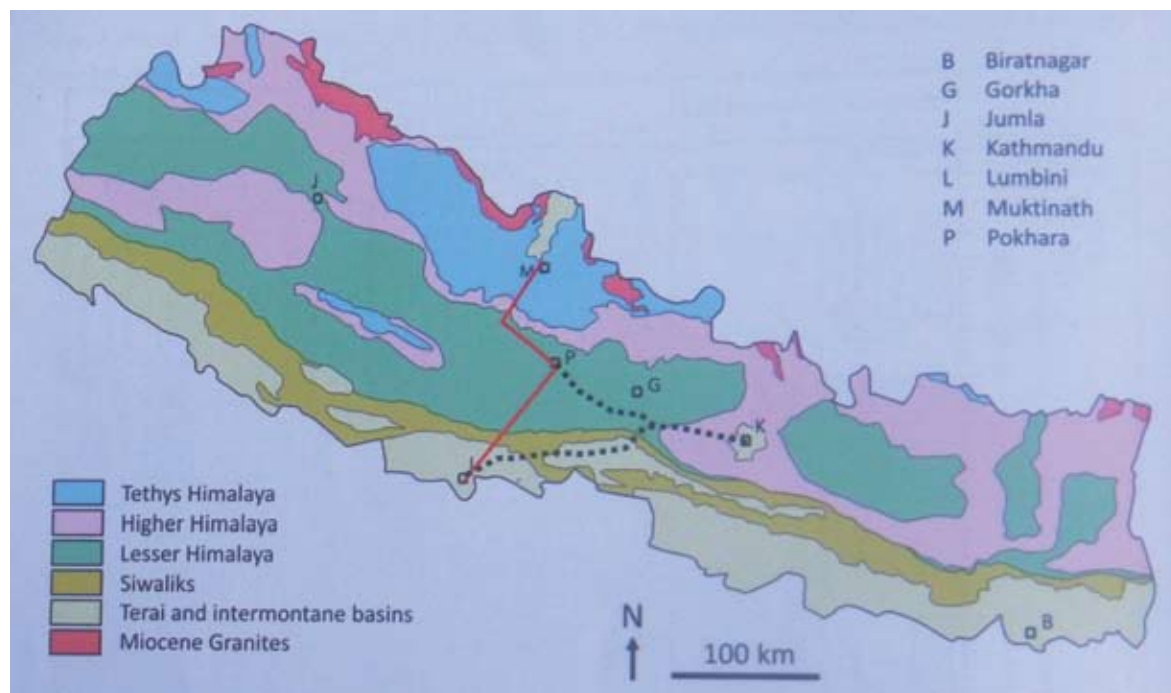 B Biratnagar
G Gorkha
J Jumla
K Kathmandu
L Lumbini
M Muktinath
P Pokhara
J
M
P
G
K
L
B
Tethys Himalaya
Higher Himalaya
Lesser Himalaya
Siwaliks
Terai and intermontane basins
Miocene Granites
N
100 km